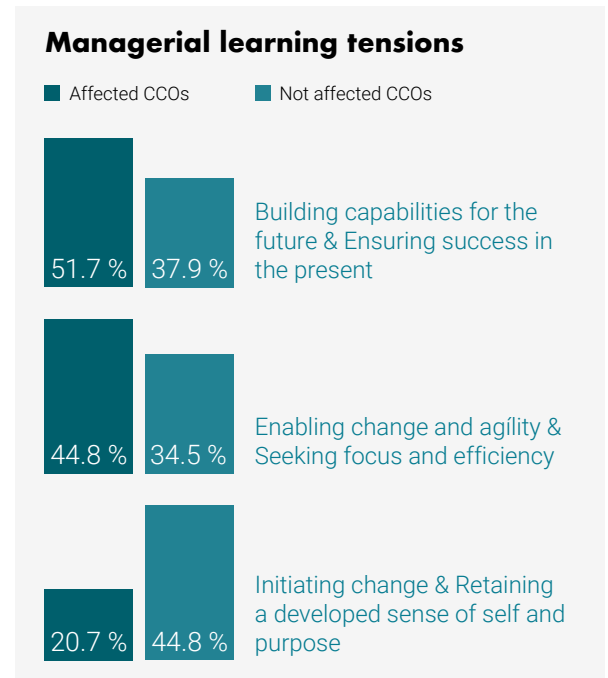 Managerial learning tensions
Affected CCOs
Not affected CCOs
51.7 %
37.9 %
Building capabilities for the
future & Ensuring success in
the present
44.8 %
34.5 %
Enabling change and agílity &
Seeking focus and efficiency
20.7 %
44.8 %
Initiating change & Retaining
a developed sense of self and
purpose